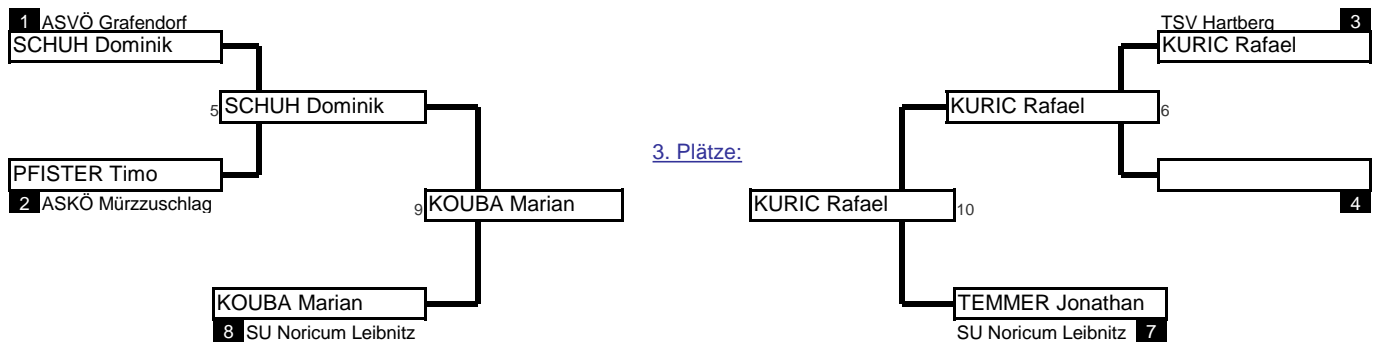 1 ASVÖ Grafendorf
SCHUH Dominik
5 SCHUH Dominik
PFISTER Timo
2 ASKÖ Mürzzuschlag
9 KOUBA Marian
KOUBA Marian
8 SU Noricum Leibnitz
3. Plätze:
TSV Hartberg 3
KURIC Rafael
KURIC Rafael 6
4
KURIC Rafael 10
TEMMER Jonathan
SU Noricum Leibnitz 7